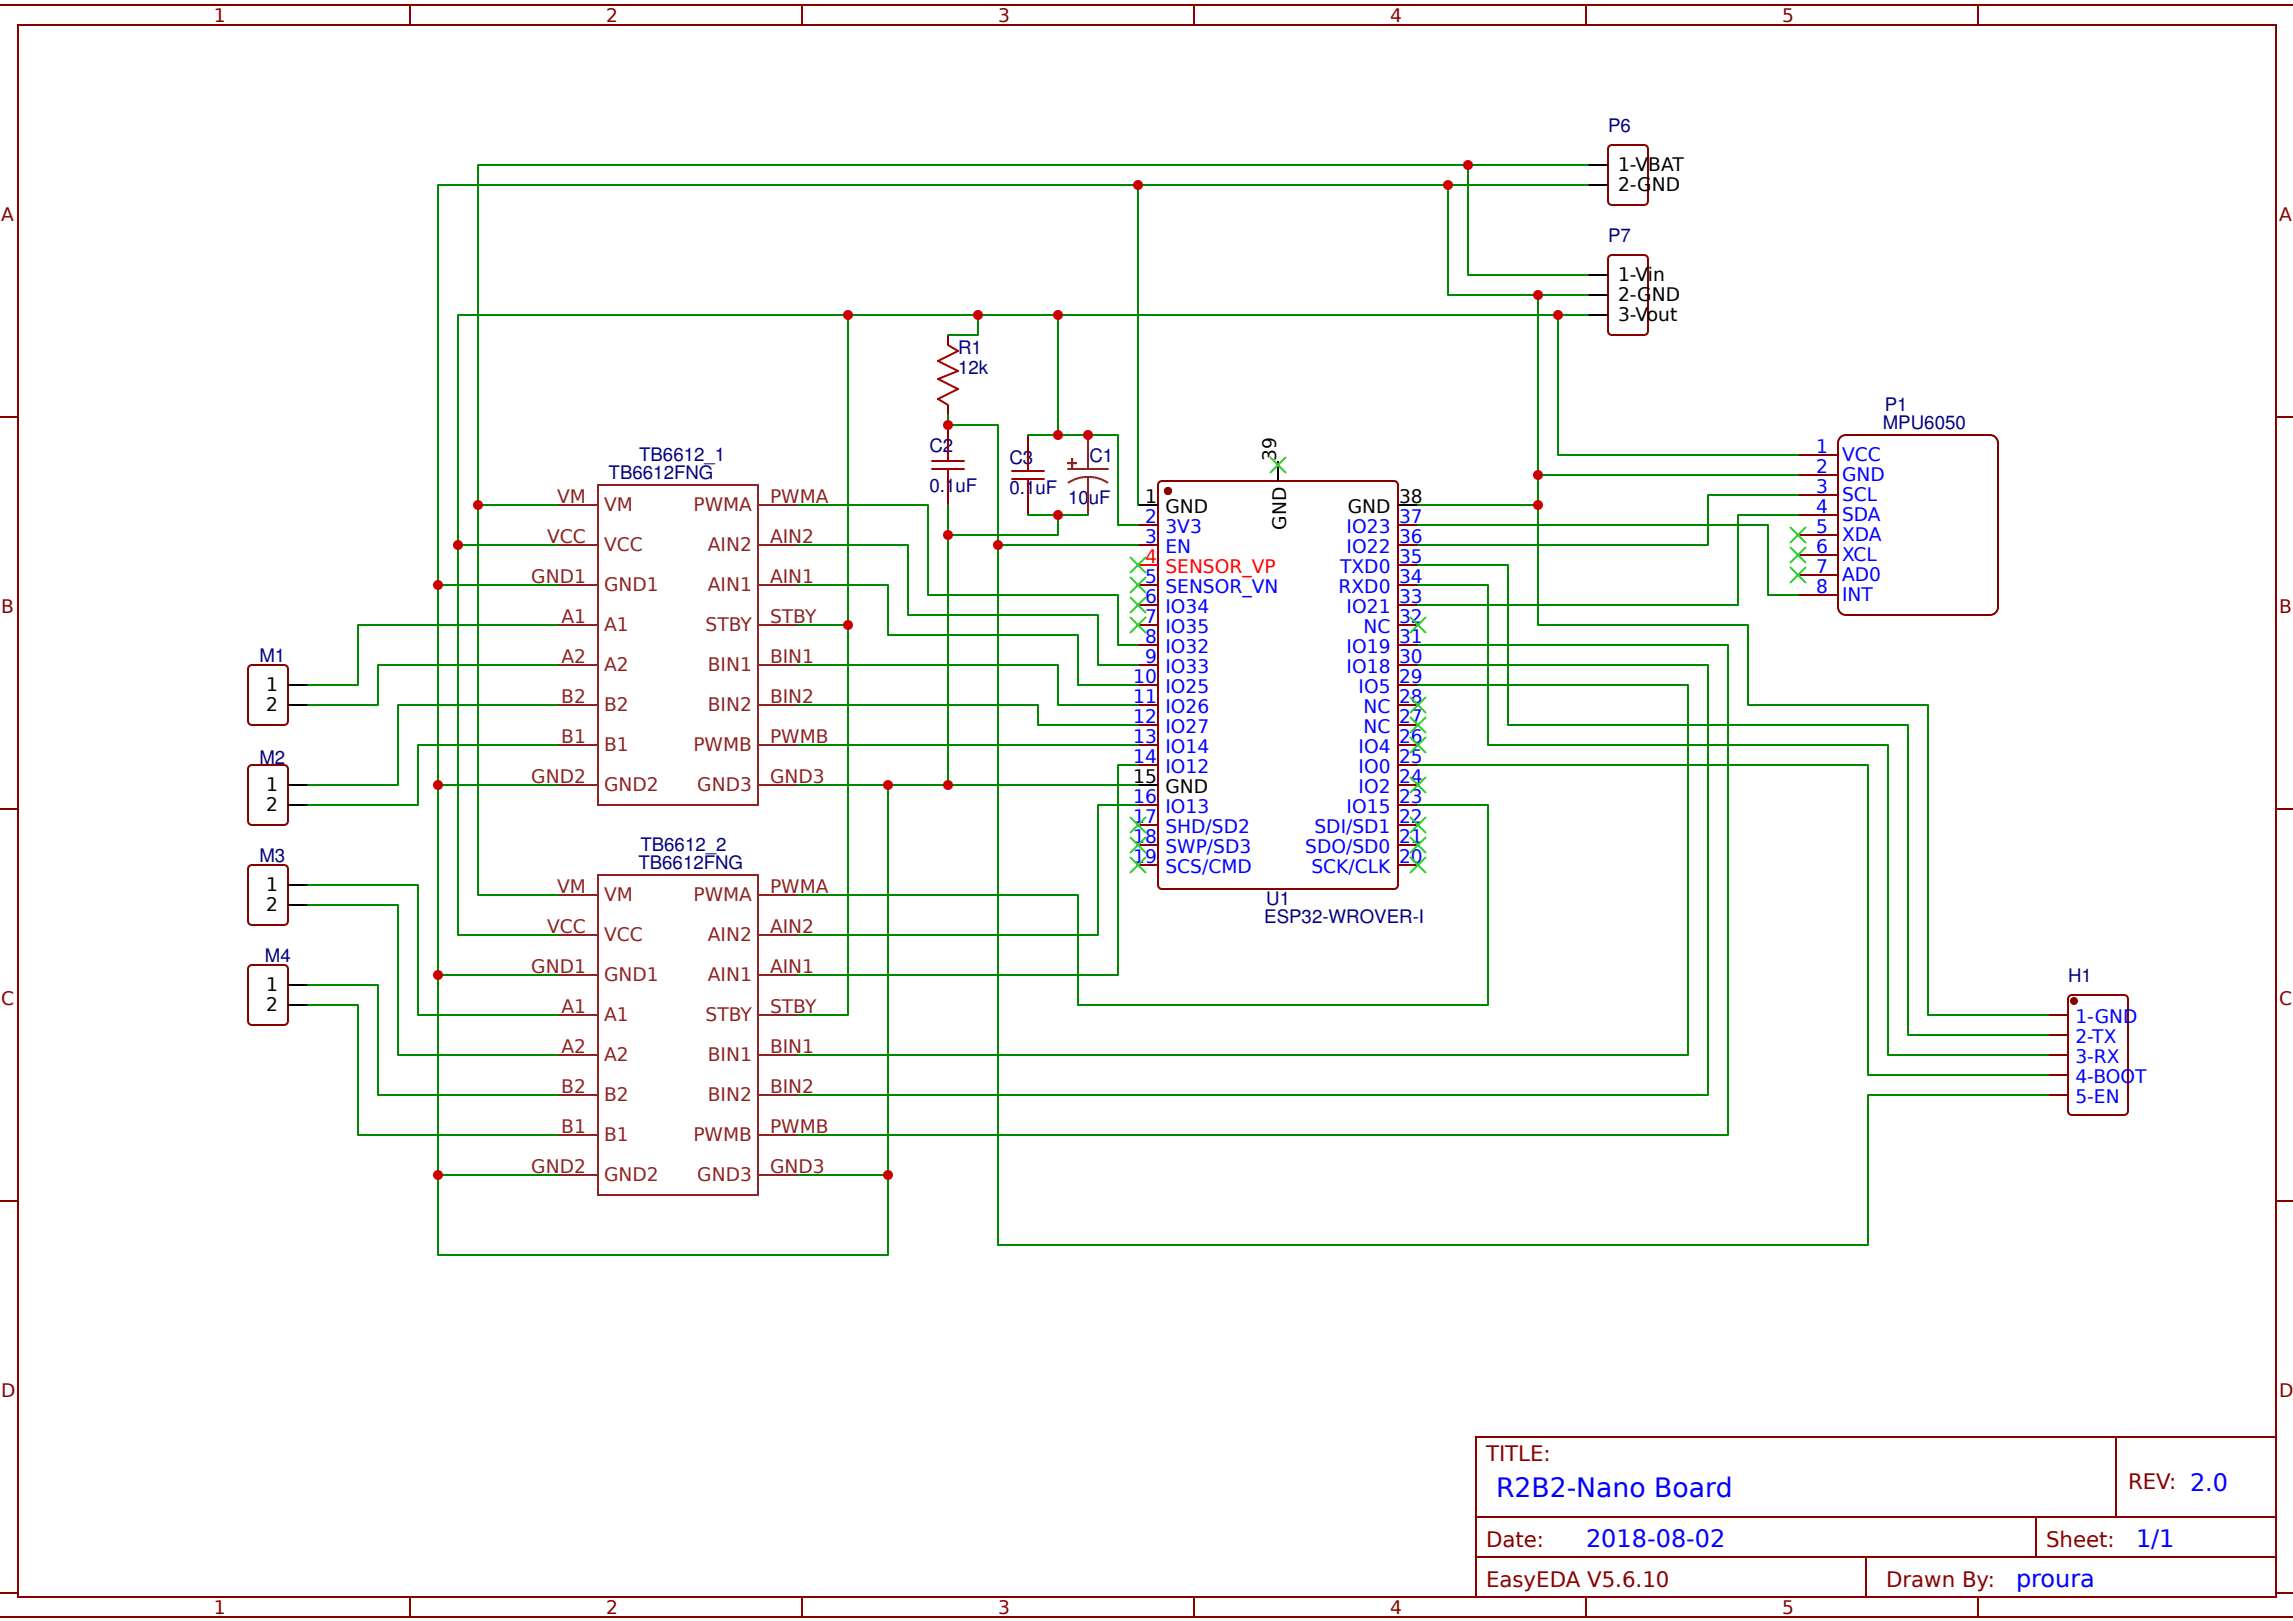 1 2 3 4 5
A A
B B
C C
D D
P6
1-VBAT
2-GND
P7
1-Vin
2-GND
3-Vout
R1
12k
C2
0.1uF
C3
0.1uF
+
C1
10uF
P1
MPU6050
1 VCC
2 GND
3 SCL
4 SDA
5 XDA
6 XCL
7 AD0
8 INT
TB6612_1
TB6612FNG
VM VM PWMA PWMA
VCC VCC AIN2 AIN2
GND1 GND1 AIN1 AIN1
A1 A1 STBY STBY
A2 A2 BIN1 BIN1
B2 B2 BIN2 BIN2
B1 B1 PWMB PWMB
GND2 GND2 GND3 GND3
M1
1
2
M2
1
2
M3
1
2
M4
1
2
TB6612_2
TB6612FNG
VM VM PWMA PWMA
VCC VCC AIN2 AIN2
GND1 GND1 AIN1 AIN1
A1 A1 STBY STBY
A2 A2 BIN1 BIN1
B2 B2 BIN2 BIN2
B1 B1 PWMB PWMB
GND2 GND2 GND3 GND3
39
GND
1 GND GND 38
2 3V3 IO23 37
3 EN IO22 36
4 SENSOR_VP TXD0 35
5 SENSOR_VN RXD0 34
6 IO34 IO21 33
7 IO35 NC 32
8 IO32 IO19 31
9 IO33 IO18 30
10 IO25 IO5 29
11 IO26 NC 28
12 IO27 NC 27
13 IO14 IO4 26
14 IO12 IO0 25
15 GND IO2 24
16 IO13 IO15 23
17 SHD/SD2 SDI/SD1 22
18 SWP/SD3 SDO/SD0 21
19 SCS/CMD SCK/CLK 20
U1
ESP32-WROVER-I
H1
1-GND
2-TX
3-RX
4-BOOT
5-EN
TITLE:
R2B2-Nano Board
REV: 2.0
Date: 2018-08-02
Sheet: 1/1
EasyEDA V5.6.10
Drawn By: proura
1 2 3 4 5